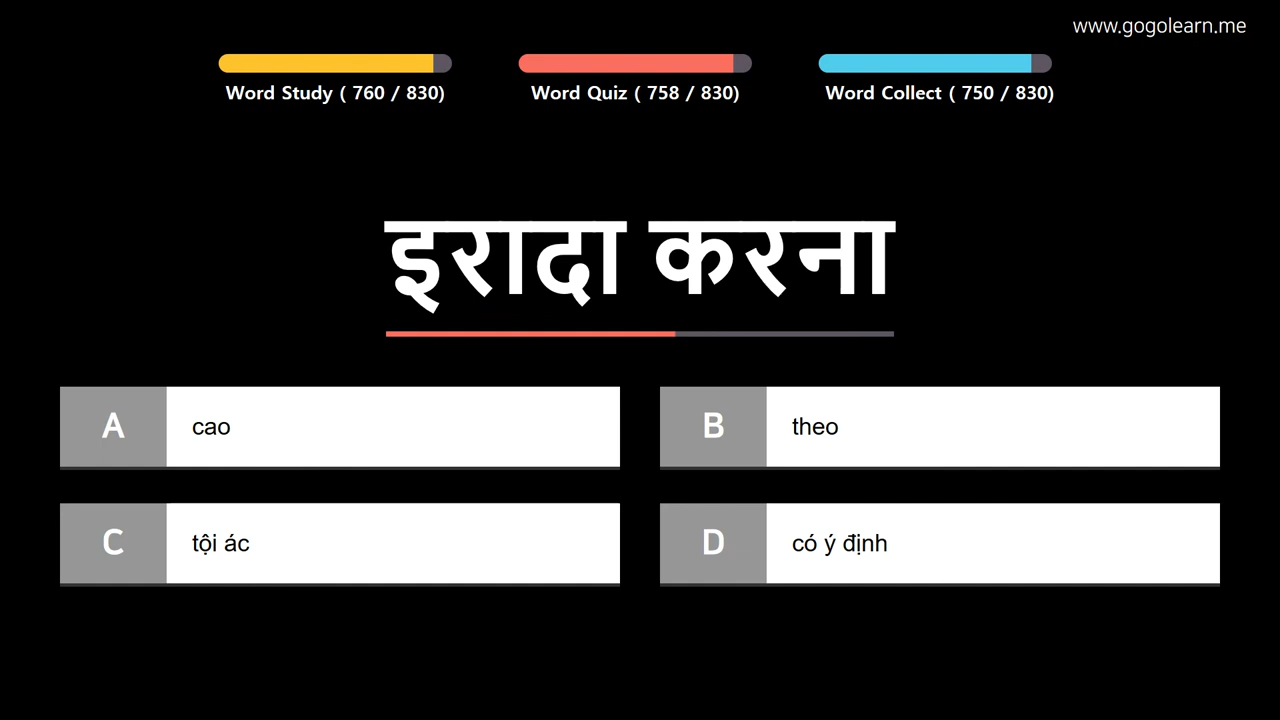 www.gogolearn.me
Word Study ( 760 / 830)
Word Quiz ( 758 / 830)
Word Collect ( 750 / 830)
इरादा करना
A
cao
B
theo
C
tội ác
D
có ý định